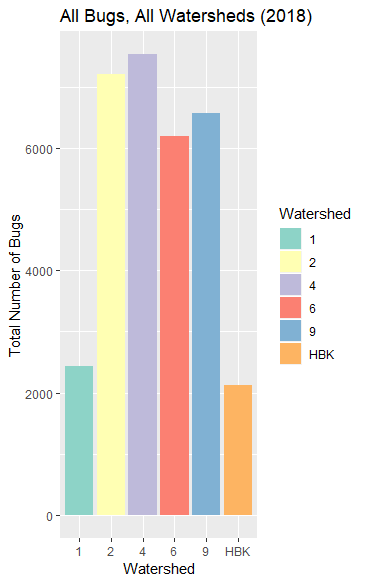 All Bugs, All Watersheds (2018)
Total Number of Bugs
6000
4000
2000
0
1 2 4 6 9 HBK
Watershed
Watershed
1
2
4
6
9
HBK